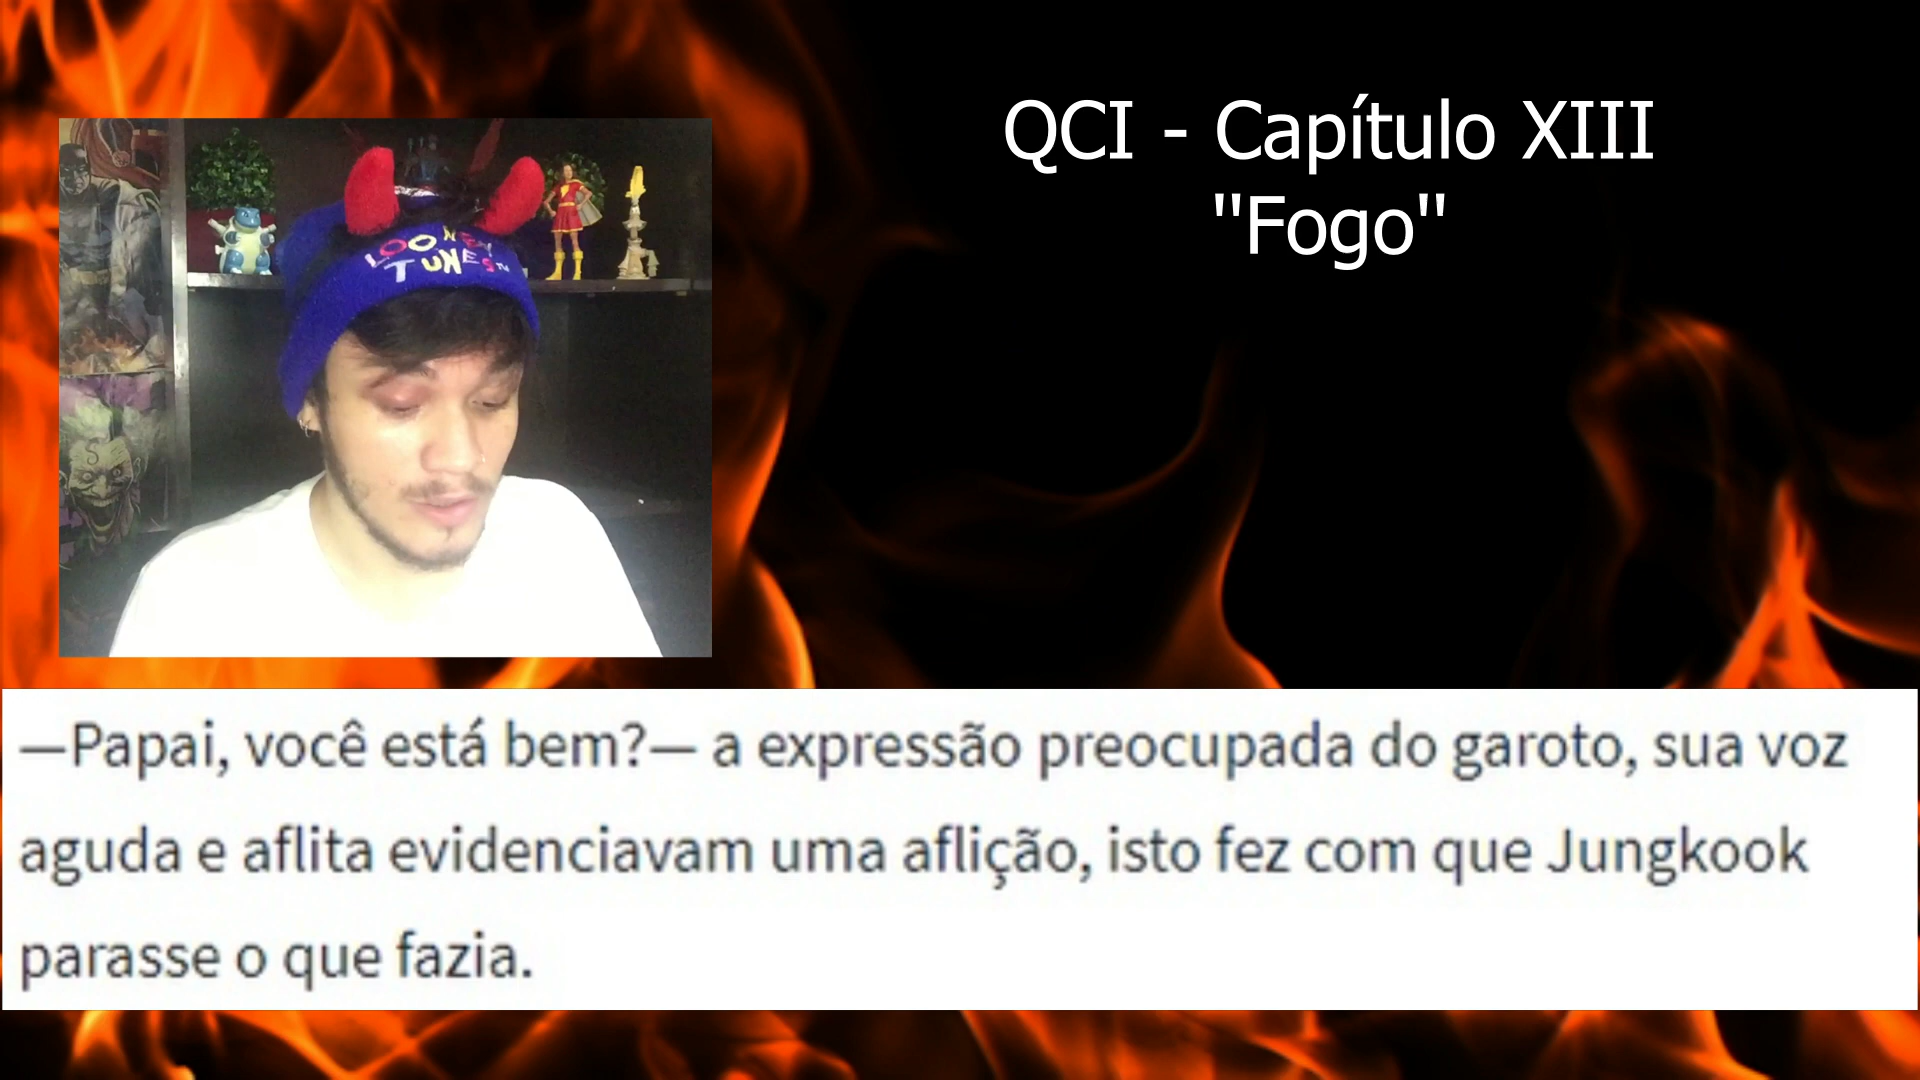 QCI - Capítulo XIII
"Fogo"
LOONEY
TUNES
—Papai, você está bem?— a expressão preocupada do garoto, sua voz
aguda e aflita evidenciavam uma aflição, isto fez com que Jungkook
parasse o que fazia.